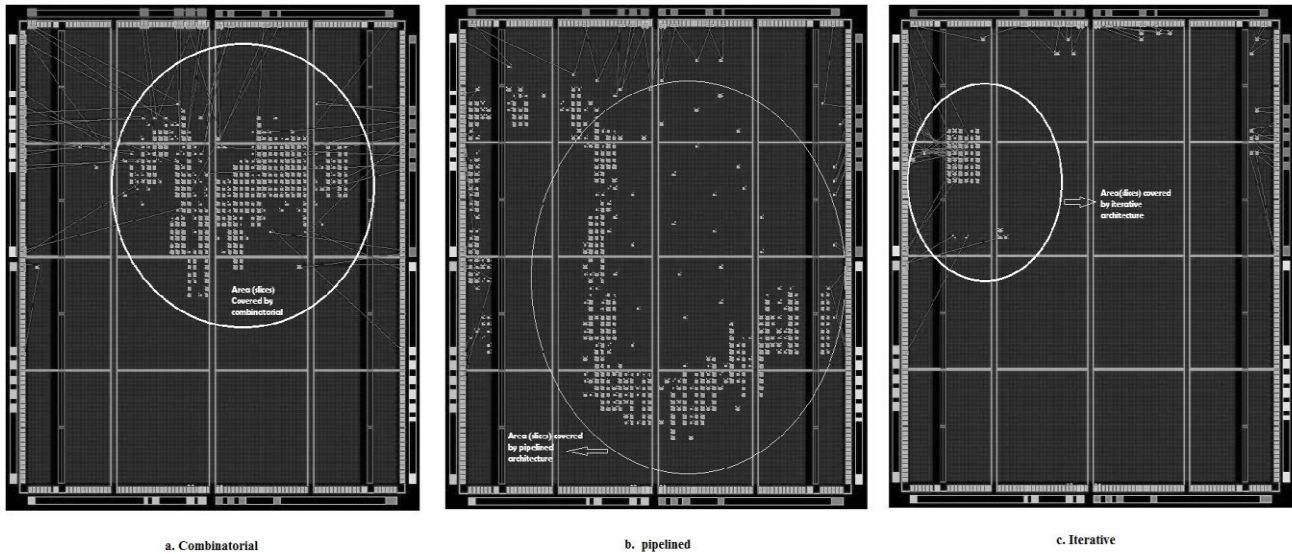 Area (slices)
Covered by
combinatorial
Area (slices) covered
by pipelined
architecture
Area(slices) covered
by iterative
architecture
a. Combinatorial
b. pipelined
c. Iterative